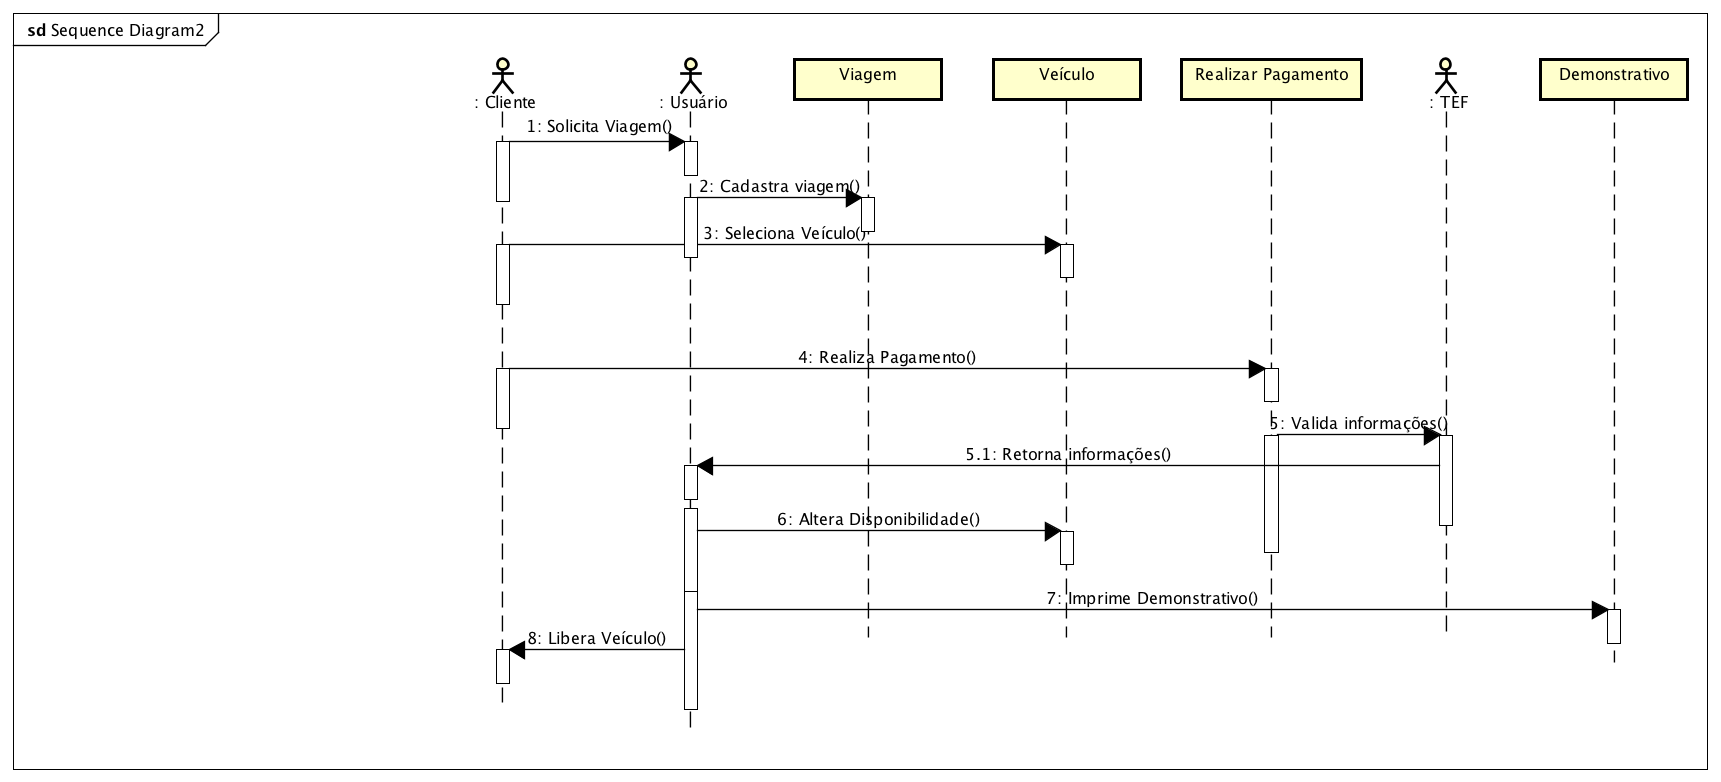 sd Sequence Diagram2
Viagem
Veículo
Realizar Pagamento
Demonstrativo
: Cliente
: Usuário
: TEF
1: Solicita Viagem()
2: Cadastra viagem()
3: Seleciona Veículo()
4: Realiza Pagamento()
5: Valida informações()
5.1: Retorna informações()
6: Altera Disponibilidade()
7: Imprime Demonstrativo()
8: Libera Veículo()